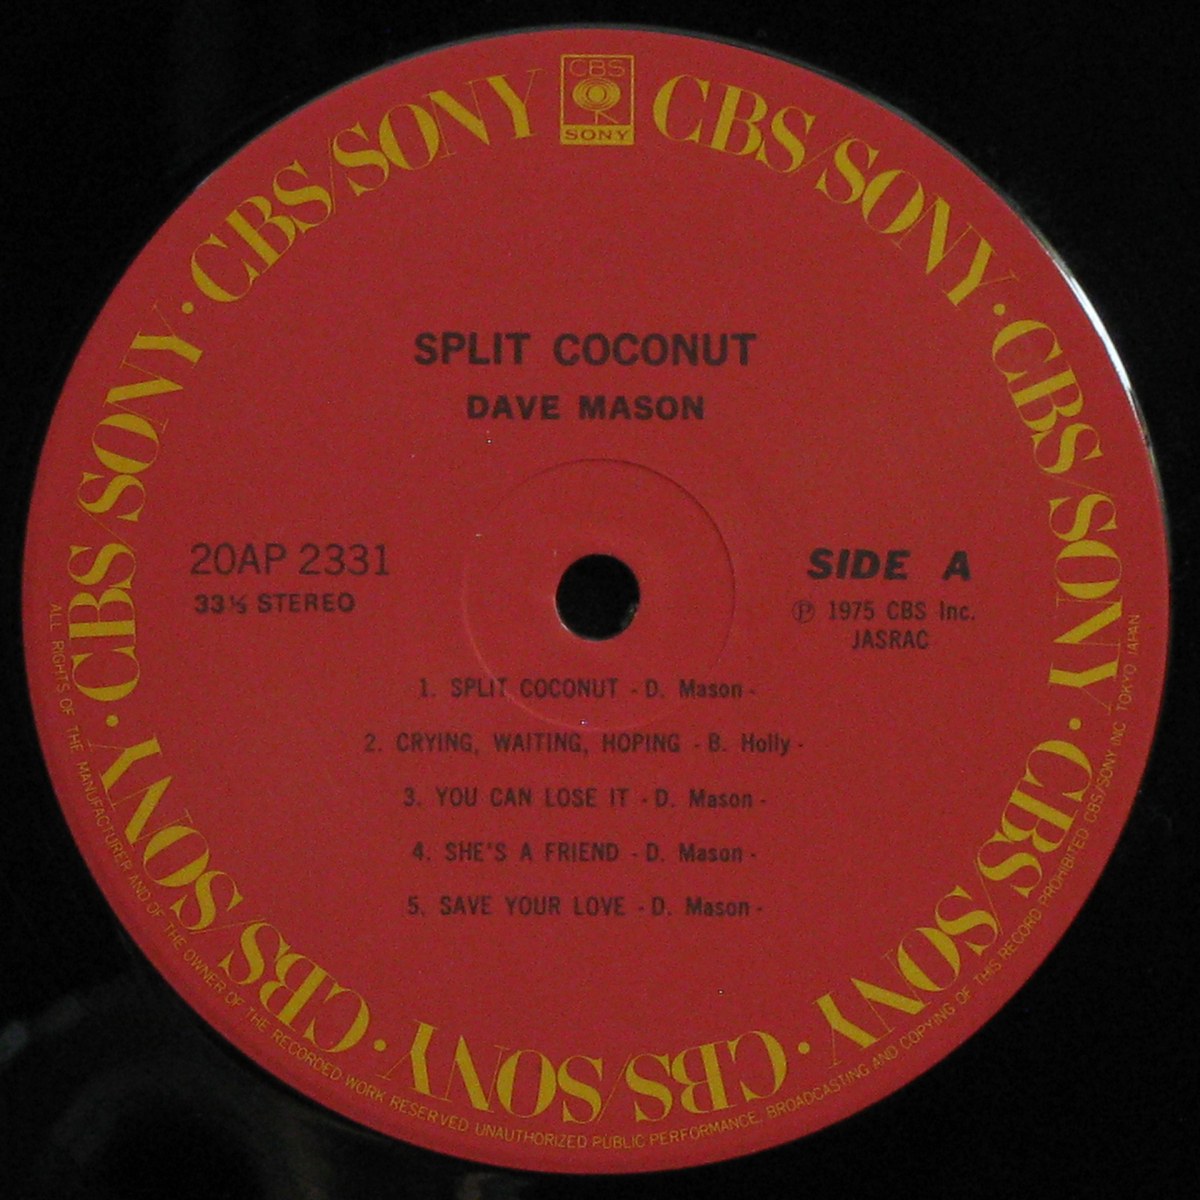 CBS
SONY
CBS/SONY · CBS/SONY · CBS/SONY · CBS/SONY · CBS/SONY · CBS/SONY · CBS/SONY · CBS/SONY
SPLIT COCONUT
DAVE MASON
20AP 2331
33⅓ STEREO
SIDE A
Ⓟ 1975 CBS Inc.
JASRAC
1. SPLIT COCONUT - D. Mason -
2. CRYING, WAITING, HOPING - B. Holly -
3. YOU CAN LOSE IT - D. Mason -
4. SHE'S A FRIEND - D. Mason -
5. SAVE YOUR LOVE - D. Mason -
ALL RIGHTS OF THE MANUFACTURER AND OF THE OWNER OF THE RECORDED WORK RESERVED UNAUTHORIZED PUBLIC PERFORMANCE, BROADCASTING AND COPYING OF THIS RECORD PROHIBITED CBS/SONY INC TOKYO JAPAN